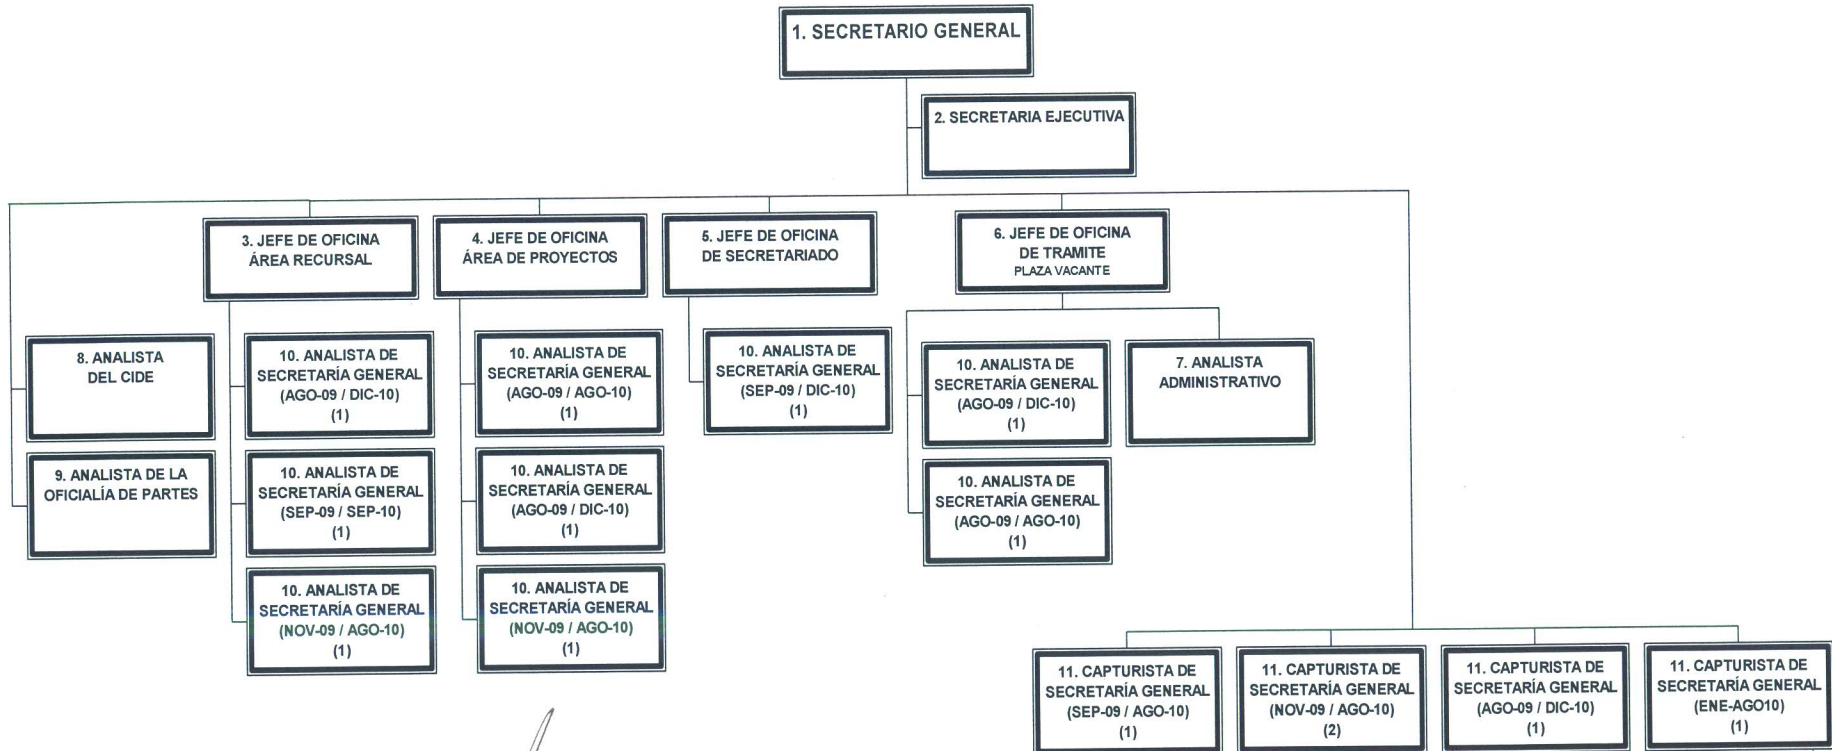 1. SECRETARIO GENERAL
2. SECRETARIA EJECUTIVA
3. JEFE DE OFICINA
ÁREA RECURSAL
4. JEFE DE OFICINA
ÁREA DE PROYECTOS
5. JEFE DE OFICINA
DE SECRETARIADO
6. JEFE DE OFICINA
DE TRAMITE
PLAZA VACANTE
8. ANALISTA
DEL CIDE
9. ANALISTA DE LA
OFICIALÍA DE PARTES
10. ANALISTA DE
SECRETARÍA GENERAL
(AGO-09 / DIC-10)
(1)
10. ANALISTA DE
SECRETARÍA GENERAL
(SEP-09 / SEP-10)
(1)
10. ANALISTA DE
SECRETARÍA GENERAL
(NOV-09 / AGO-10)
(1)
10. ANALISTA DE
SECRETARÍA GENERAL
(AGO-09 / AGO-10)
(1)
10. ANALISTA DE
SECRETARÍA GENERAL
(AGO-09 / DIC-10)
(1)
10. ANALISTA DE
SECRETARÍA GENERAL
(NOV-09 / AGO-10)
(1)
10. ANALISTA DE
SECRETARÍA GENERAL
(SEP-09 / DIC-10)
(1)
10. ANALISTA DE
SECRETARÍA GENERAL
(AGO-09 / DIC-10)
(1)
10. ANALISTA DE
SECRETARÍA GENERAL
(AGO-09 / AGO-10)
(1)
7. ANALISTA
ADMINISTRATIVO
11. CAPTURISTA DE
SECRETARÍA GENERAL
(SEP-09 / AGO-10)
(1)
11. CAPTURISTA DE
SECRETARÍA GENERAL
(NOV-09 / AGO-10)
(2)
11. CAPTURISTA DE
SECRETARÍA GENERAL
(AGO-09 / DIC-10)
(1)
11. CAPTURISTA DE
SECRETARÍA GENERAL
(ENE-AGO10)
(1)